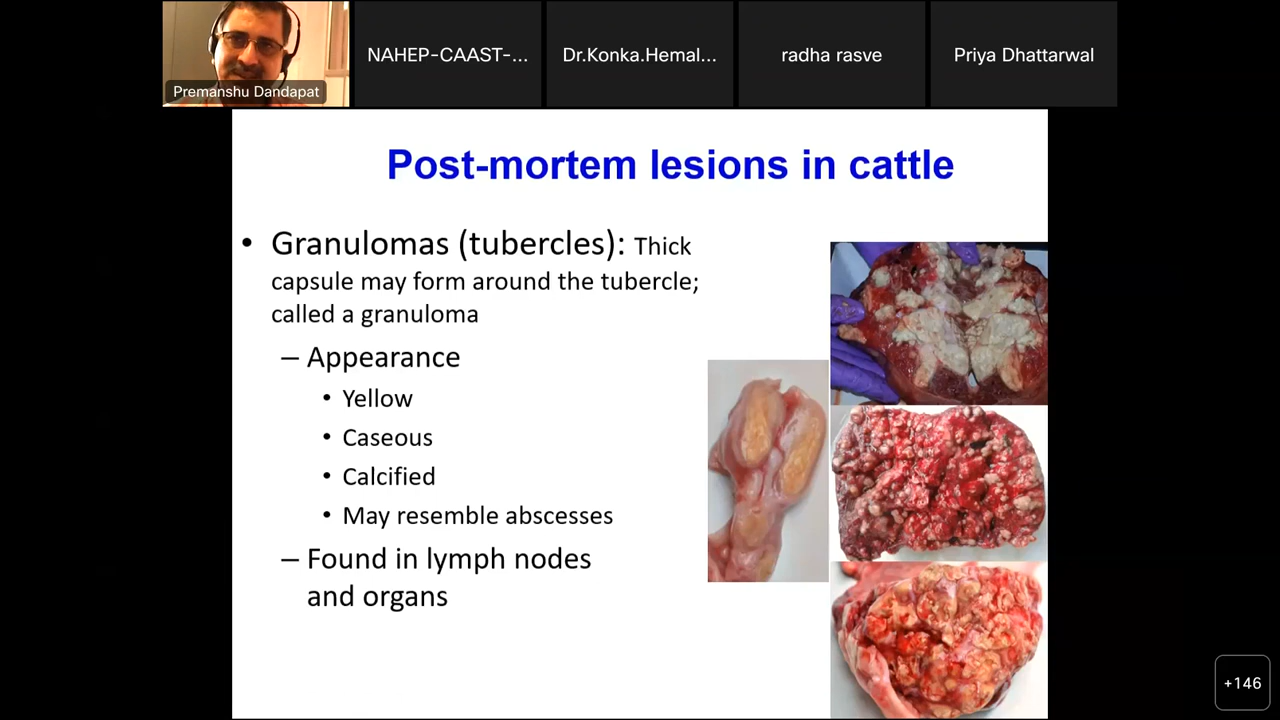 NAHEP-CAAST-...
Dr.Konka.Hemal...
radha rasve
Priya Dhattarwal
Premanshu Dandapat
Post-mortem lesions in cattle
• Granulomas (tubercles): Thick
capsule may form around the tubercle;
called a granuloma
– Appearance
• Yellow
• Caseous
• Calcified
• May resemble abscesses
– Found in lymph nodes
and organs
+146